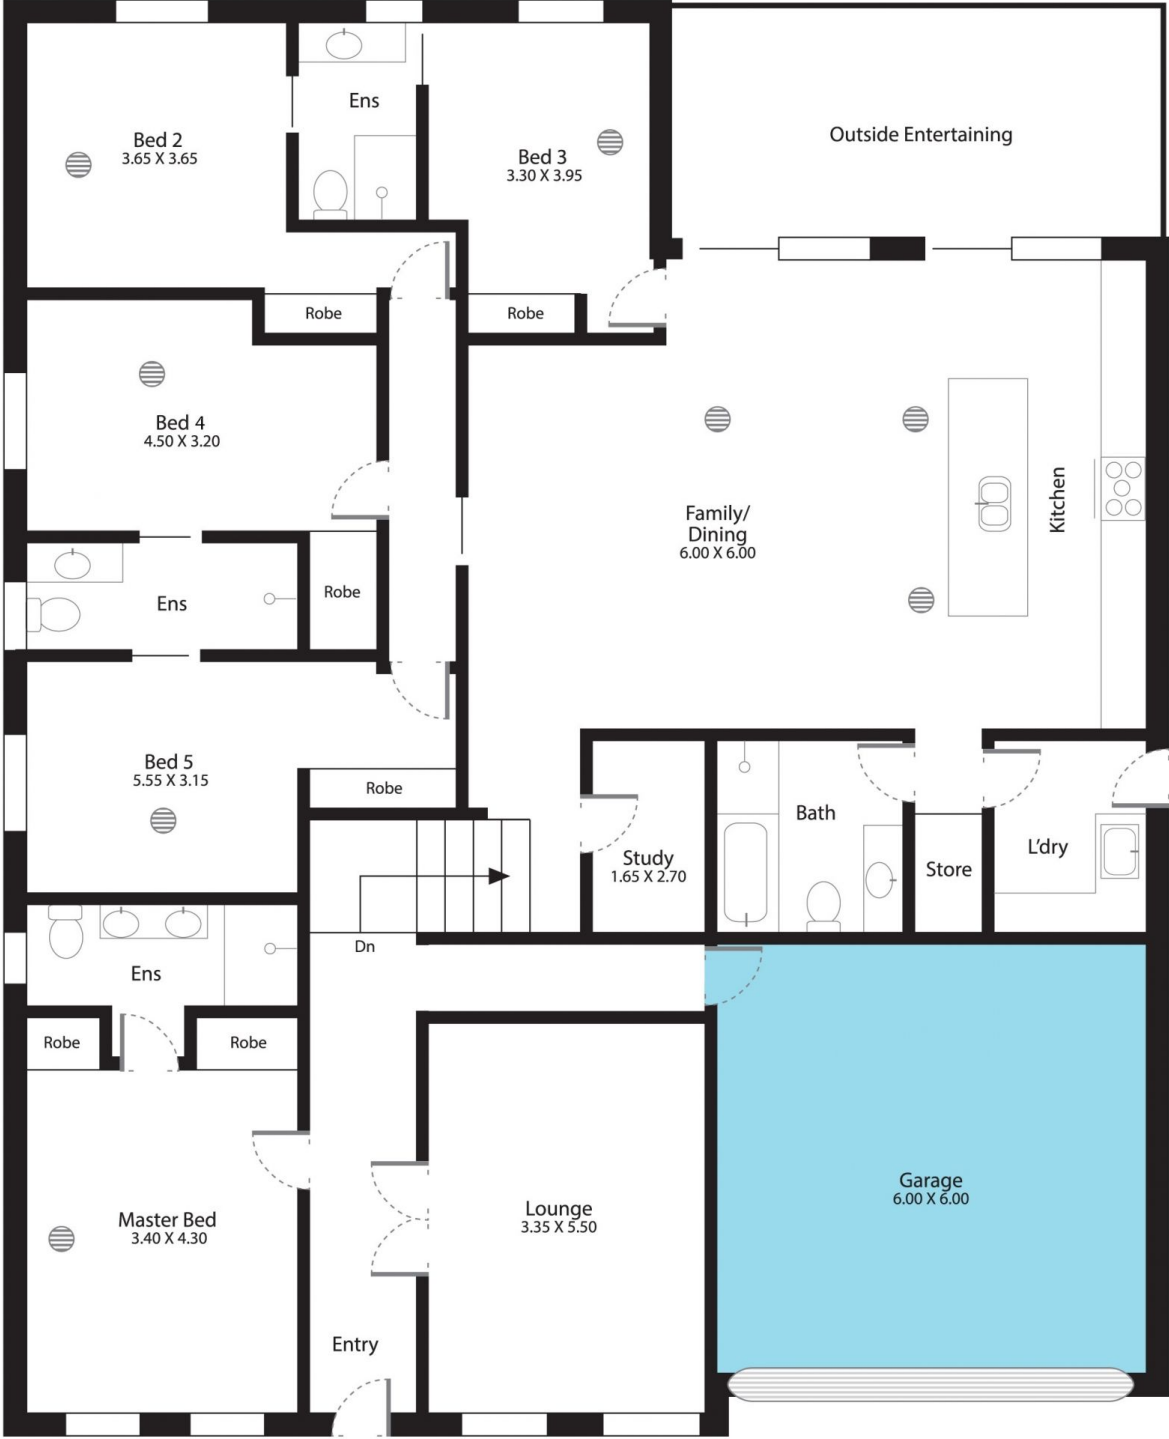 Bed 2
3.65 X 3.65
Ens
Bed 3
3.30 X 3.95
Outside Entertaining
Robe
Robe
Bed 4
4.50 X 3.20
Family/
Dining
6.00 X 6.00
Kitchen
Ens
Robe
Bed 5
5.55 X 3.15
Robe
Study
1.65 X 2.70
Bath
Store
L'dry
Dn
Ens
Robe
Robe
Master Bed
3.40 X 4.30
Lounge
3.35 X 5.50
Garage
6.00 X 6.00
Entry